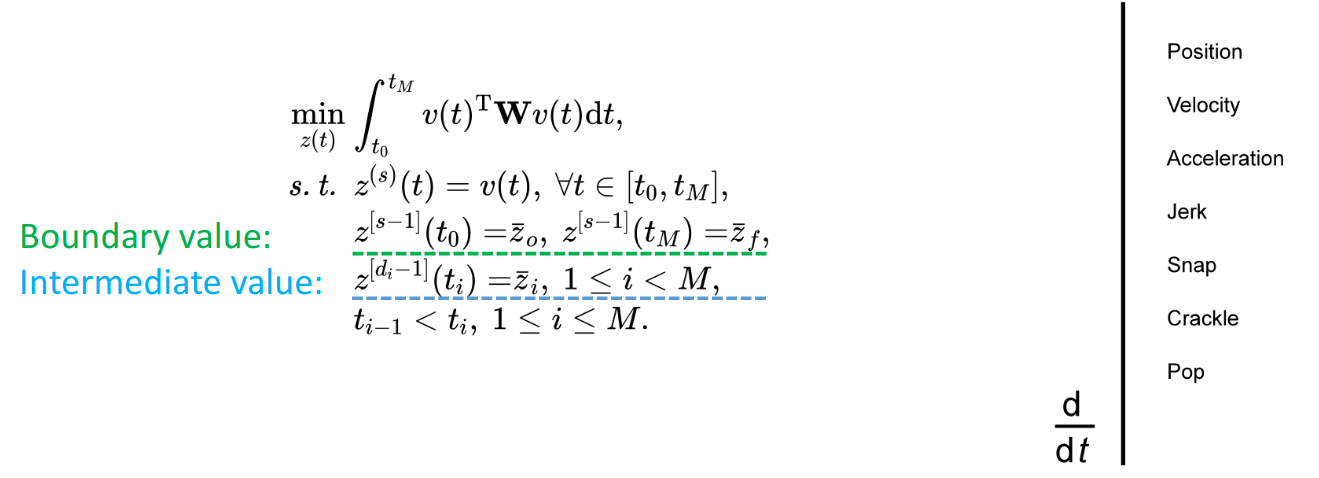 min_{z(t)} ∫_{t_0}^{t_M} v(t)^T W v(t)dt,
s. t. z^{(s)}(t) = v(t), ∀t ∈ [t_0, t_M],
Boundary value: z^{[s−1]}(t_0) = z̄_o, z^{[s−1]}(t_M) = z̄_f,
Intermediate value: z^{[d_i−1]}(t_i) = z̄_i, 1 ≤ i < M,
t_{i−1} < t_i, 1 ≤ i ≤ M.
Position
Velocity
Acceleration
Jerk
Snap
Crackle
Pop
d
dt